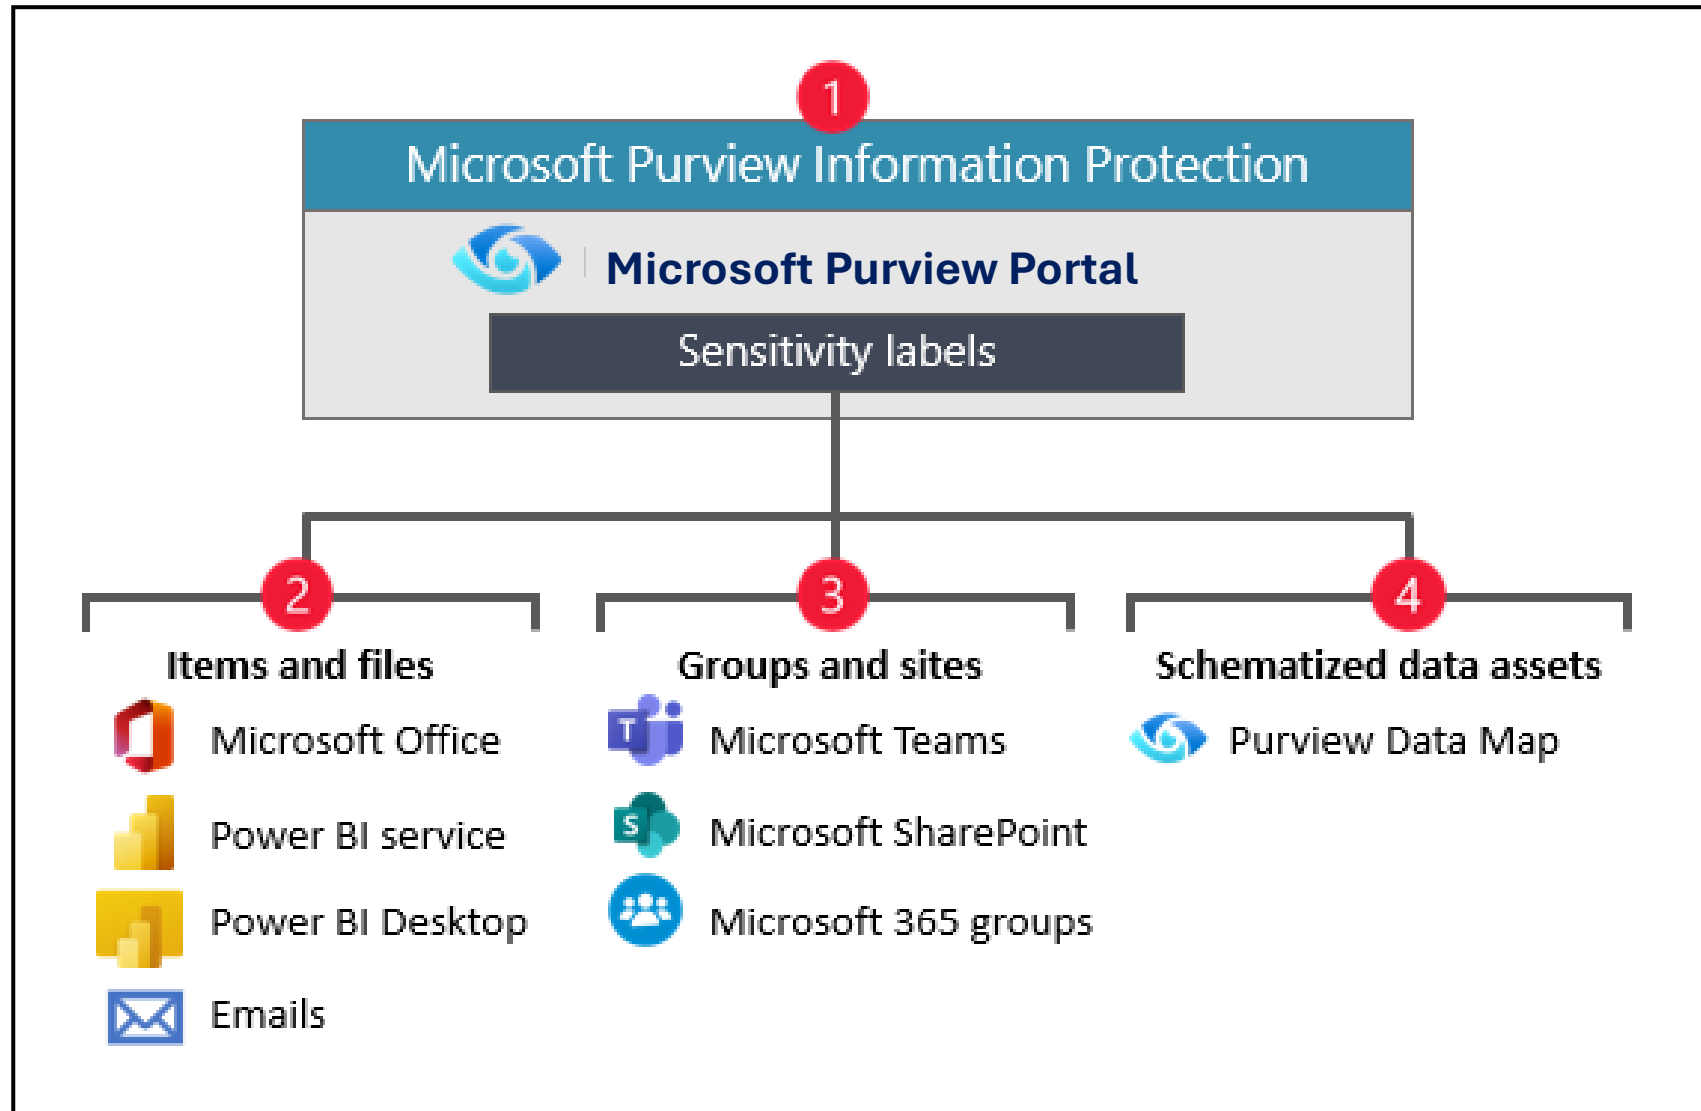 1
Microsoft Purview Information Protection
Microsoft Purview Portal
Sensitivity labels
2
Items and files
Microsoft Office
Power BI service
Power BI Desktop
Emails
3
Groups and sites
T
Microsoft Teams
S
Microsoft SharePoint
Microsoft 365 groups
4
Schematized data assets
Purview Data Map